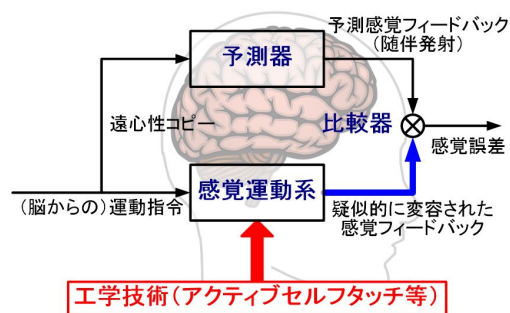 予測感覚フィードバック
(随伴発射)
予測器
遠心性コピー
比較器
感覚誤差
感覚運動系
(脳からの)運動指令
疑似的に変容された
感覚フィードバック
工学技術(アクティブセルフタッチ等)